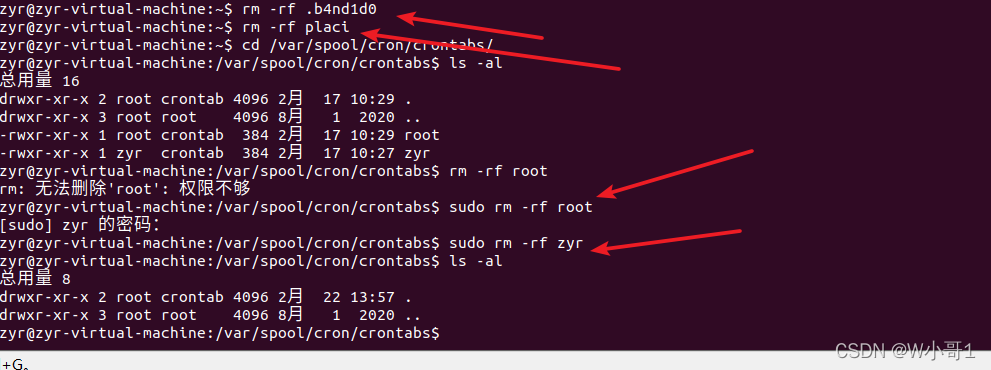 zyr@zyr-virtual-machine:~$ rm -rf .b4nd1d0
zyr@zyr-virtual-machine:~$ rm -rf placi
zyr@zyr-virtual-machine:~$ cd /var/spool/cron/crontabs/
zyr@zyr-virtual-machine:/var/spool/cron/crontabs$ ls -al
总用量 16
drwxr-xr-x 2 root crontab 4096 2月  17 10:29 .
drwxr-xr-x 3 root root    4096 8月   1  2020 ..
-rwxr-xr-x 1 root crontab  384 2月  17 10:29 root
-rwxr-xr-x 1 zyr  crontab  384 2月  17 10:27 zyr
zyr@zyr-virtual-machine:/var/spool/cron/crontabs$ rm -rf root
rm: 无法删除'root': 权限不够
zyr@zyr-virtual-machine:/var/spool/cron/crontabs$ sudo rm -rf root
[sudo] zyr 的密码：
zyr@zyr-virtual-machine:/var/spool/cron/crontabs$ sudo rm -rf zyr
zyr@zyr-virtual-machine:/var/spool/cron/crontabs$ ls -al
总用量 8
drwxr-xr-x 2 root crontab 4096 2月  22 13:57 .
drwxr-xr-x 3 root root    4096 8月   1  2020 ..
zyr@zyr-virtual-machine:/var/spool/cron/crontabs$
CSDN @W小哥1
+G。